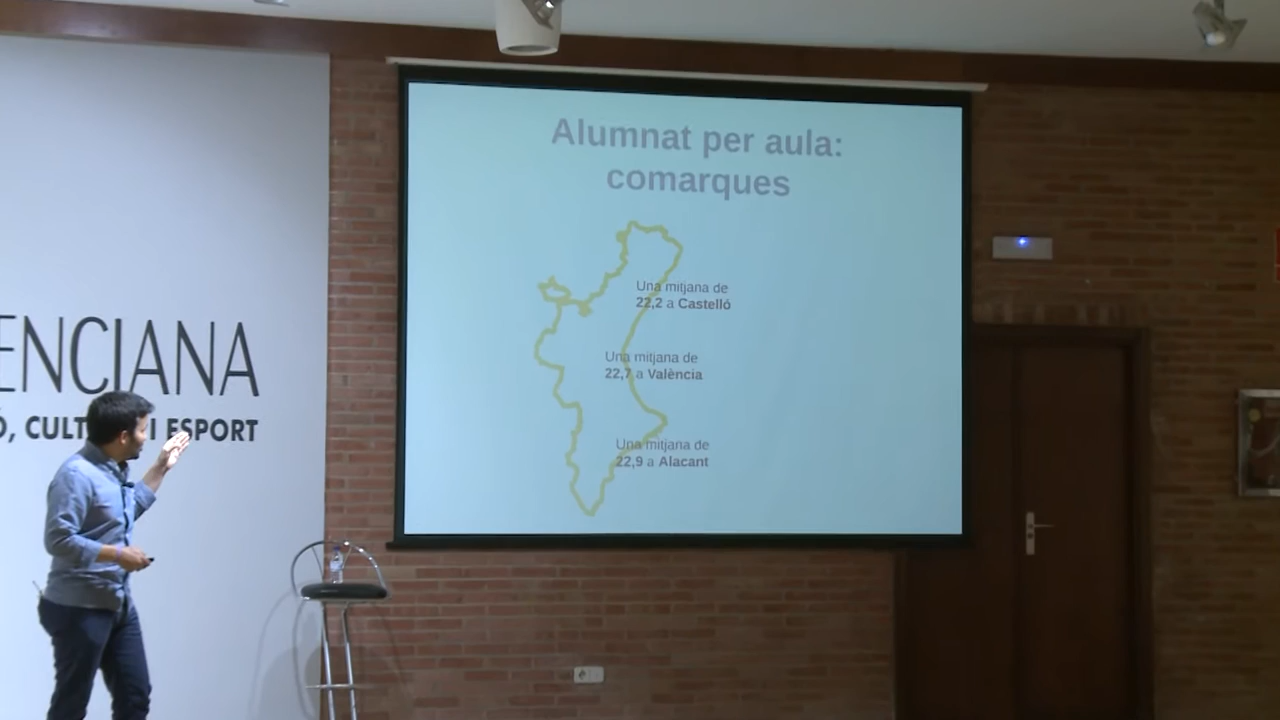 Alumnat per aula:
comarques
Una mitjana de
22,2 a Castelló
Una mitjana de
22,7 a València
Una mitjana de
22,9 a Alacant
ENCIANA
Ó, CULT I ESPORT